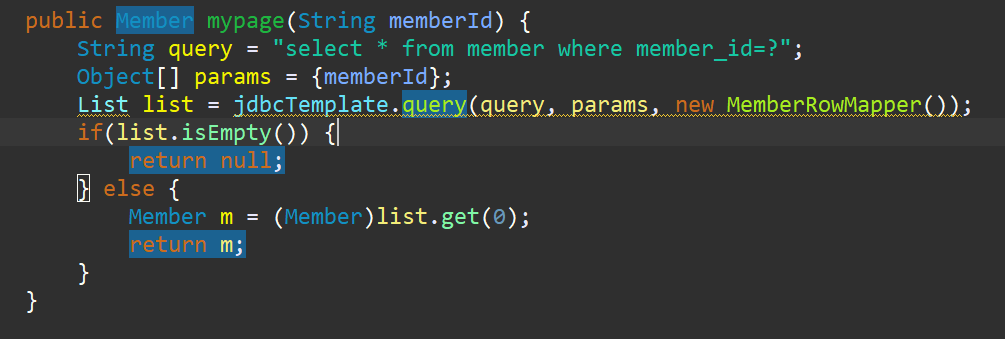 public Member mypage(String memberId) {
String query = "select * from member where member_id=?";
Object[] params = {memberId};
List list = jdbcTemplate.query(query, params, new MemberRowMapper());
if(list.isEmpty()) {
return null;
} else {
Member m = (Member)list.get(0);
return m;
}
}